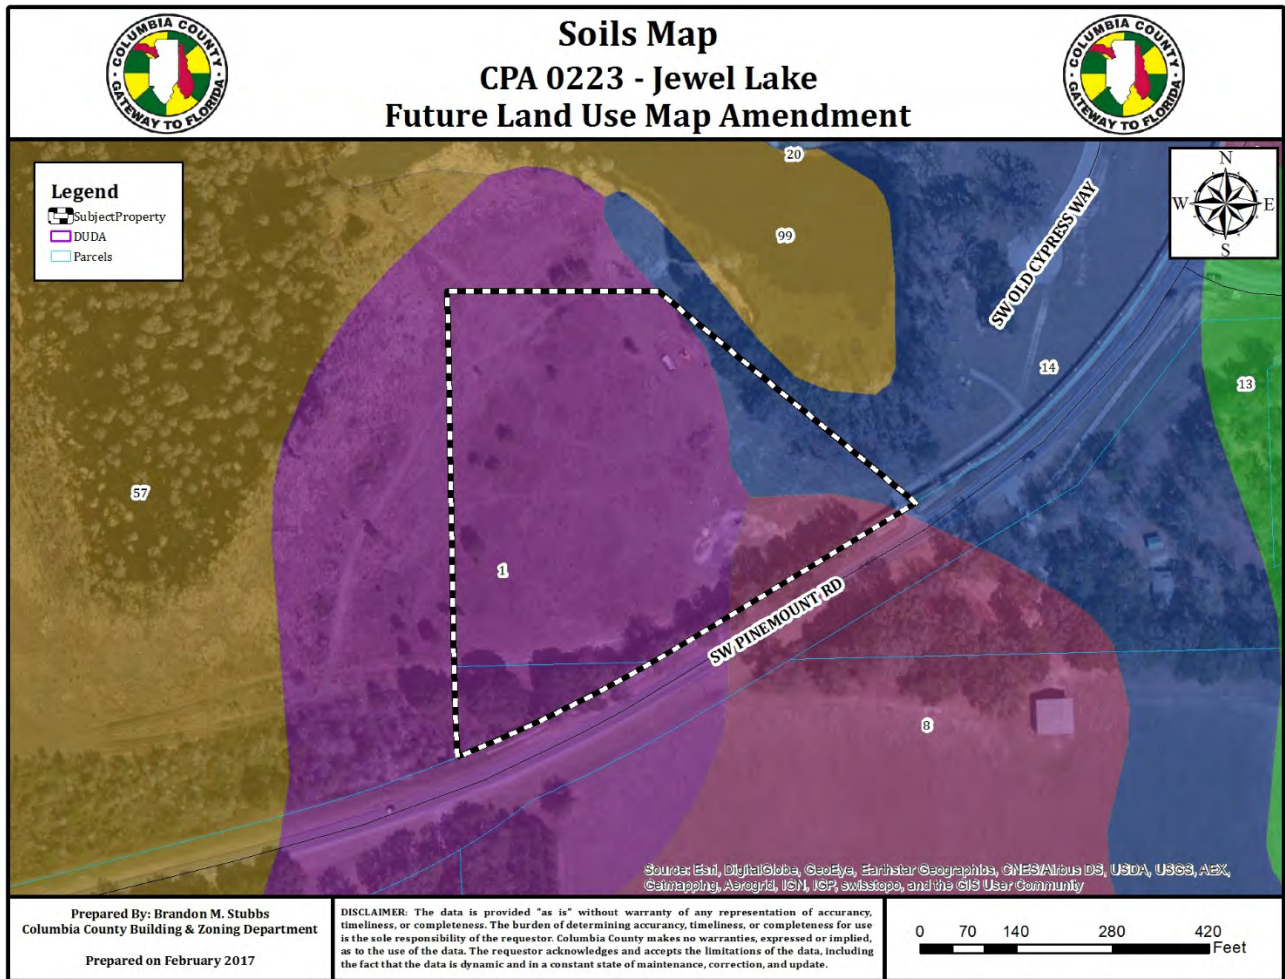 Soils Map
CPA 0223 - Jewel Lake
Future Land Use Map Amendment
COLUMBIA COUNTY
GATEWAY TO FLORIDA
COLUMBIA COUNTY
GATEWAY TO FLORIDA
Legend
SubjectProperty
DUDA
Parcels
N
W E
S
20
99
SW OLD CYPRESS WAY
14
13
57
1
SW PINEMOUNT RD
8
Source: Esri, DigitalGlobe, GeoEye, Earthstar Geographics, CNES/Airbus DS, USDA, USGS, AEX,
Getmapping, Aerogrid, IGN, IGP, swisstopo, and the GIS User Community
Prepared By: Brandon M. Stubbs
Columbia County Building & Zoning Department
Prepared on February 2017
DISCLAIMER: The data is provided "as is" without warranty of any representation of accurancy,
timeliness, or completeness. The burden of determining accuracy, timeliness, or completeness for use
is the sole responsibility of the requestor. Columbia County makes no warranties, expressed or implied,
as to the use of the data. The requestor acknowledges and accepts the limitations of the data, including
the fact that the data is dynamic and in a constant state of maintenance, correction, and update.
0 70 140 280 420
Feet